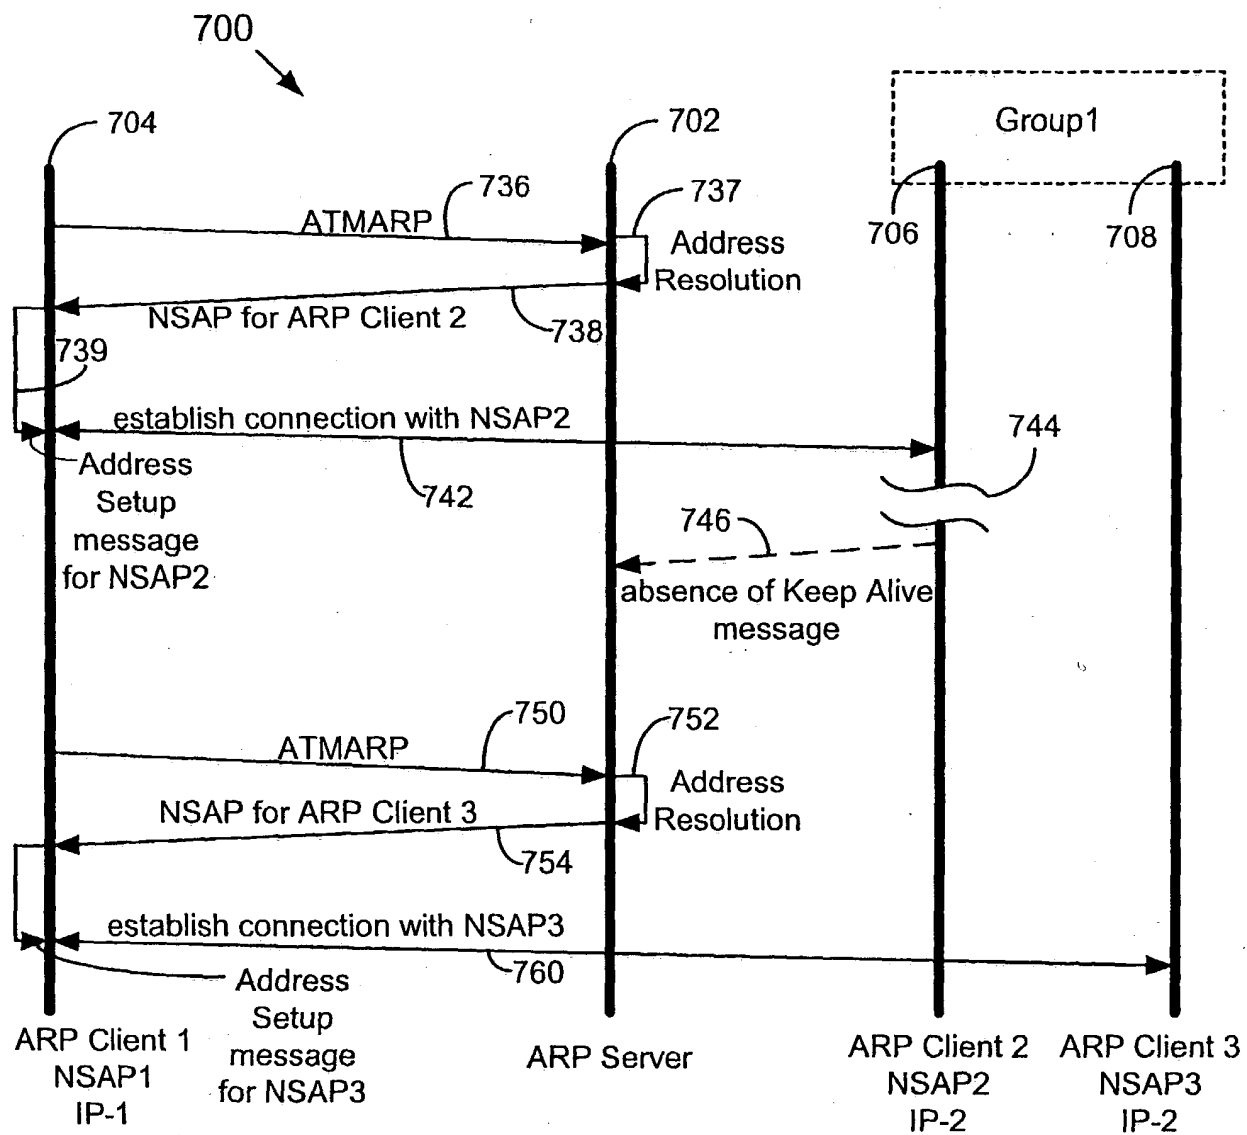 700
704
702
Group1
736
737
ATMARP
706
708
Address
Resolution
NSAP for ARP Client 2
738
739
establish connection with NSAP2
744
Address
Setup
message
for NSAP2
742
746
absence of Keep Alive
message
750
752
ATMARP
Address
Resolution
NSAP for ARP Client 3
754
establish connection with NSAP3
760
Address
Setup
message
for NSAP3
ARP Client 1
NSAP1
IP-1
ARP Server
ARP Client 2
NSAP2
IP-2
ARP Client 3
NSAP3
IP-2